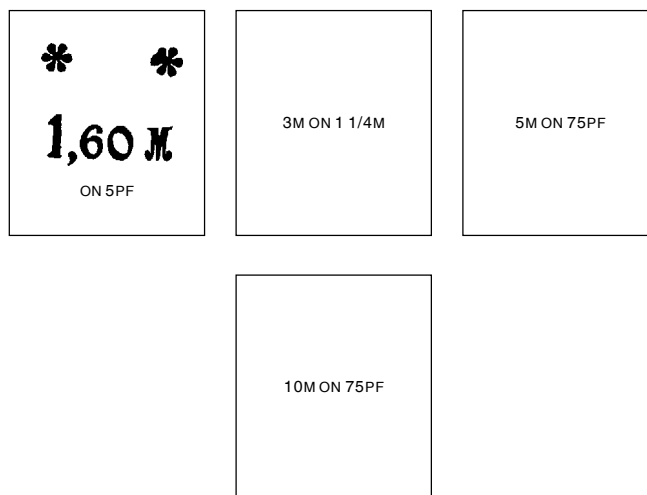 * *
1,60 M
ON 5PF
3M ON 1 1/4M
5M ON 75PF
10M ON 75PF